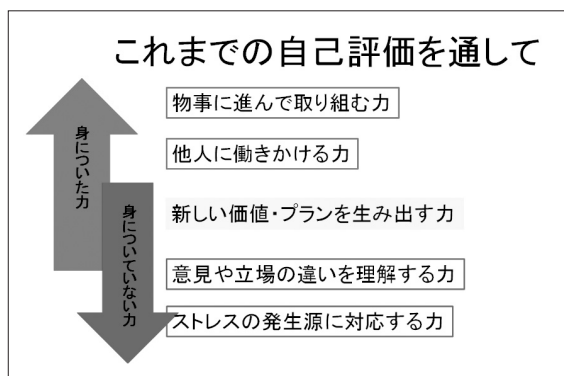 これまでの自己評価を通して
物事に進んで取り組む力
他人に働きかける力
新しい価値・プランを生み出す力
意見や立場の違いを理解する力
ストレスの発生源に対応する力
身についた力
身についていない力